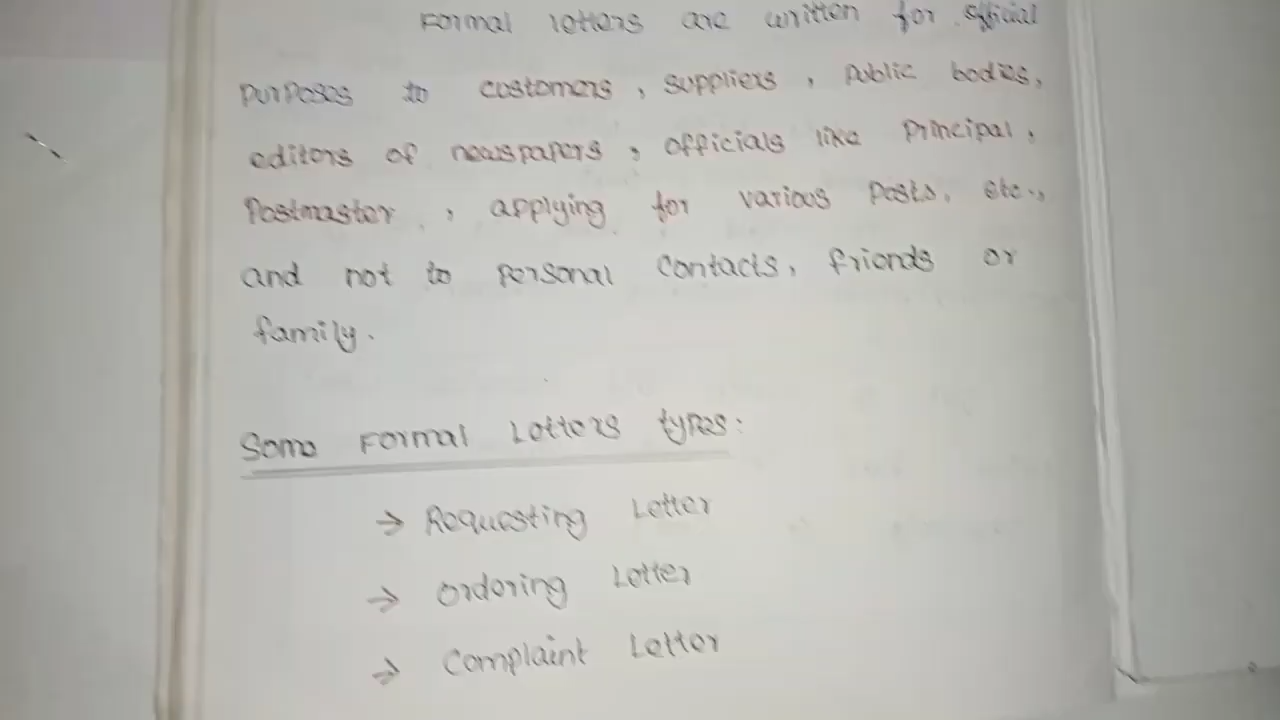 Formal letters are written for official
purposes to customers, suppliers, public bodies,
editors of newspapers, officials like Principal,
Postmaster, applying for various posts, etc.,
and not to personal contacts, friends or
family.
Some Formal Letters types:
→ Requesting Letter
→ Ordering Letter
→ Complaint Letter